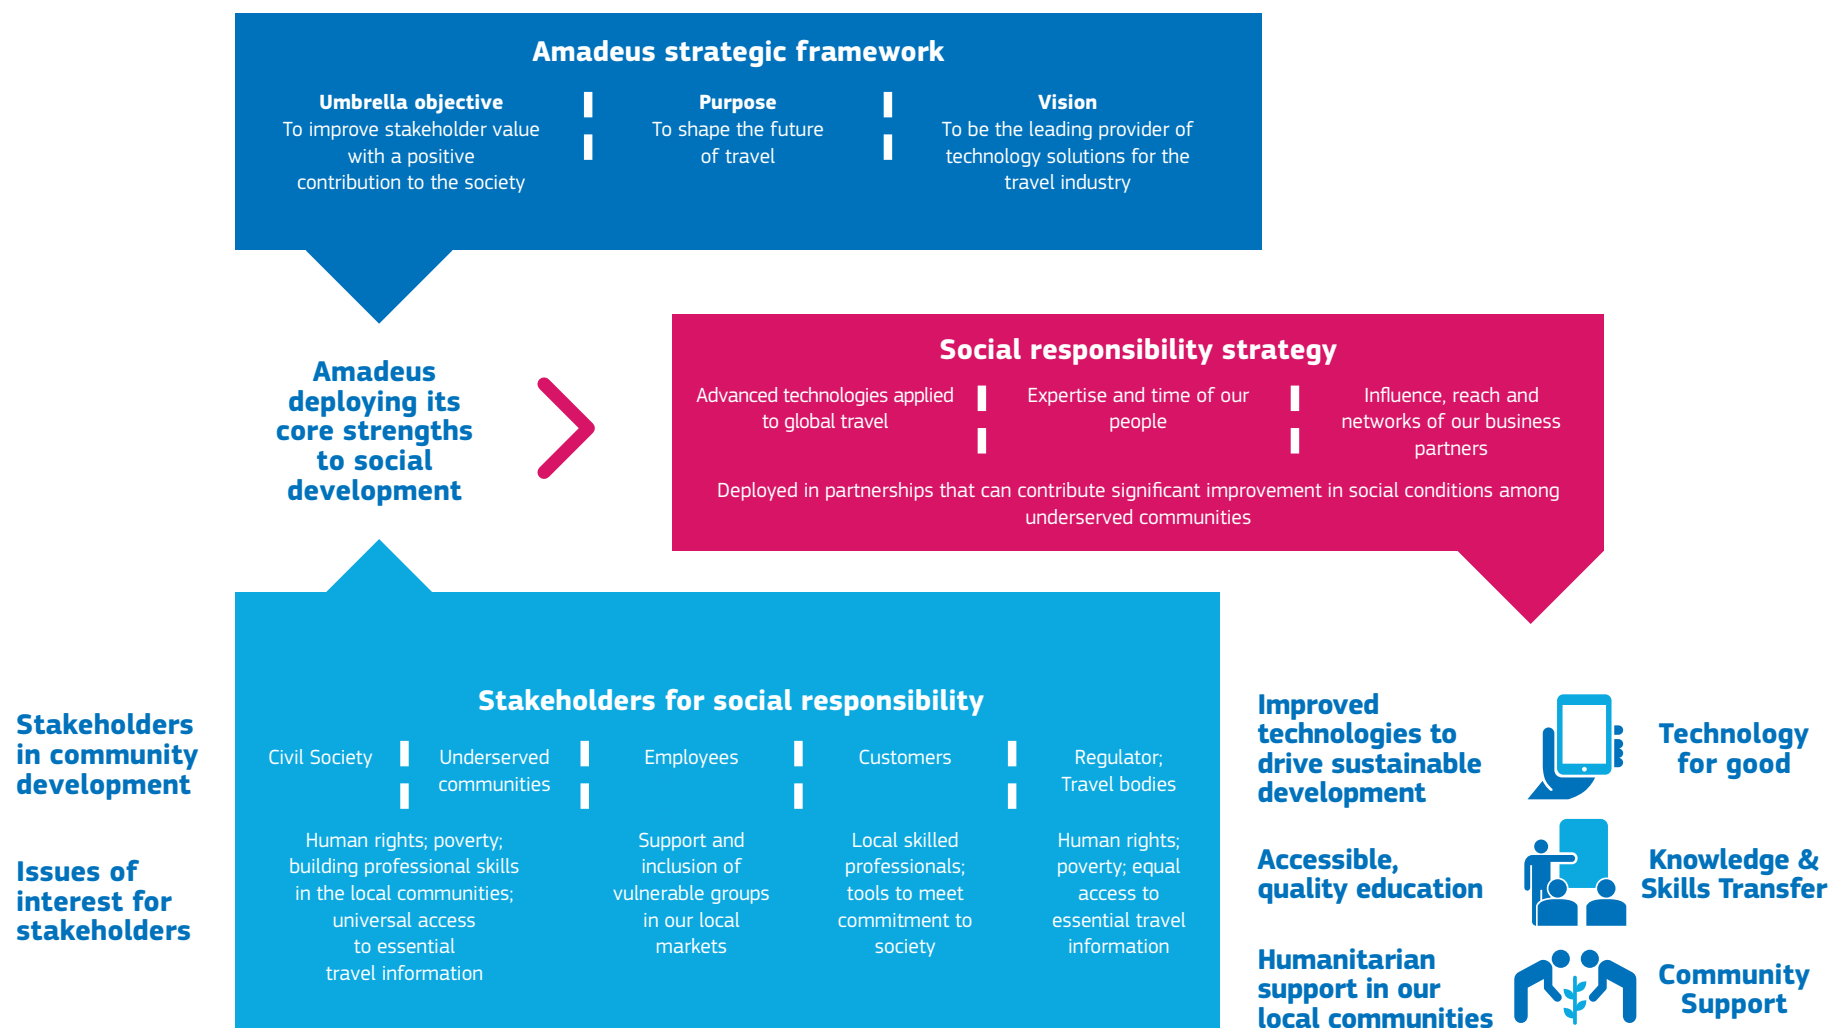 Amadeus strategic framework
Umbrella objective
To improve stakeholder value
with a positive
contribution to the society
Purpose
To shape the future
of travel
Vision
To be the leading provider of
technology solutions for the
travel industry
Amadeus
deploying its
core strengths
to social
development
Social responsibility strategy
Advanced technologies applied
to global travel
Expertise and time of our
people
Influence, reach and
networks of our business
partners
Deployed in partnerships that can contribute significant improvement in social conditions among
underserved communities
Stakeholders for social responsibility
Stakeholders
in community
development
Civil Society
Underserved
communities
Employees
Customers
Regulator;
Travel bodies
Issues of
interest for
stakeholders
Human rights; poverty;
building professional skills
in the local communities;
universal access
to essential
travel information
Support and
inclusion of
vulnerable groups
in our local
markets
Local skilled
professionals;
tools to meet
commitment to
society
Human rights;
poverty; equal
access to
essential travel
information
Improved
technologies to
drive sustainable
development
Technology
for good
Accessible,
quality education
Knowledge &
Skills Transfer
Humanitarian
support in our
local communities
Community
Support